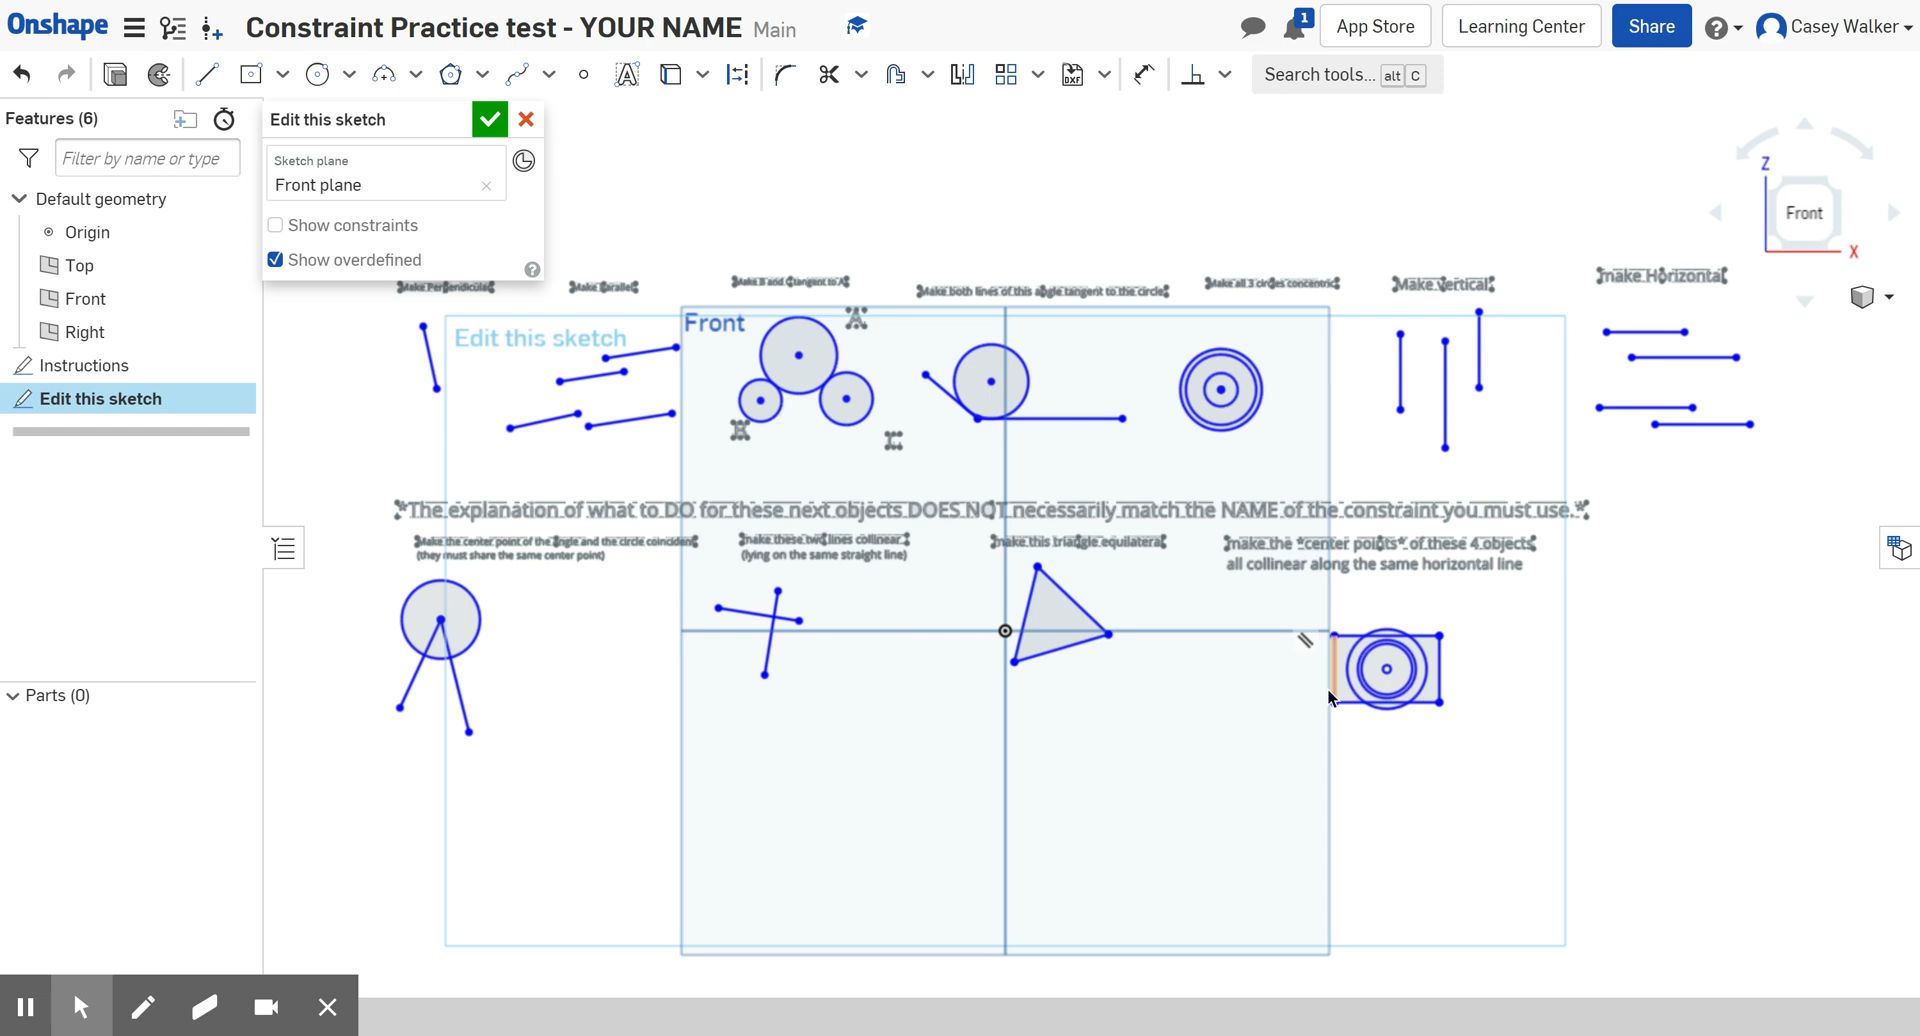 Onshape
Constraint Practice test - YOUR NAME Main
1
App Store
Learning Center
Share
Casey Walker
DXF
Search tools... alt C
Features (6)
Filter by name or type
Default geometry
Origin
Top
Front
Right
Instructions
Edit this sketch
Parts (0)
Edit this sketch
Sketch plane
Front plane
Show constraints
Show overdefined
Z
Front
X
Make Perpendicular
Make Parallel
Make B and C tangent to A
Make both lines of this angle tangent to the circle
Make all 3 circles concentric
Make Vertical
make Horizontal
Edit this sketch
Front
A
B
C
*The explanation of what to DO for these next objects DOES NOT necessarily match the NAME of the constraint you must use.*
Make the center point of the angle and the circle coincident
(they must share the same center point)
make these two lines collinear
(lying on the same straight line)
make this triangle equilateral
make the *center points* of these 4 objects
all collinear along the same horizontal line